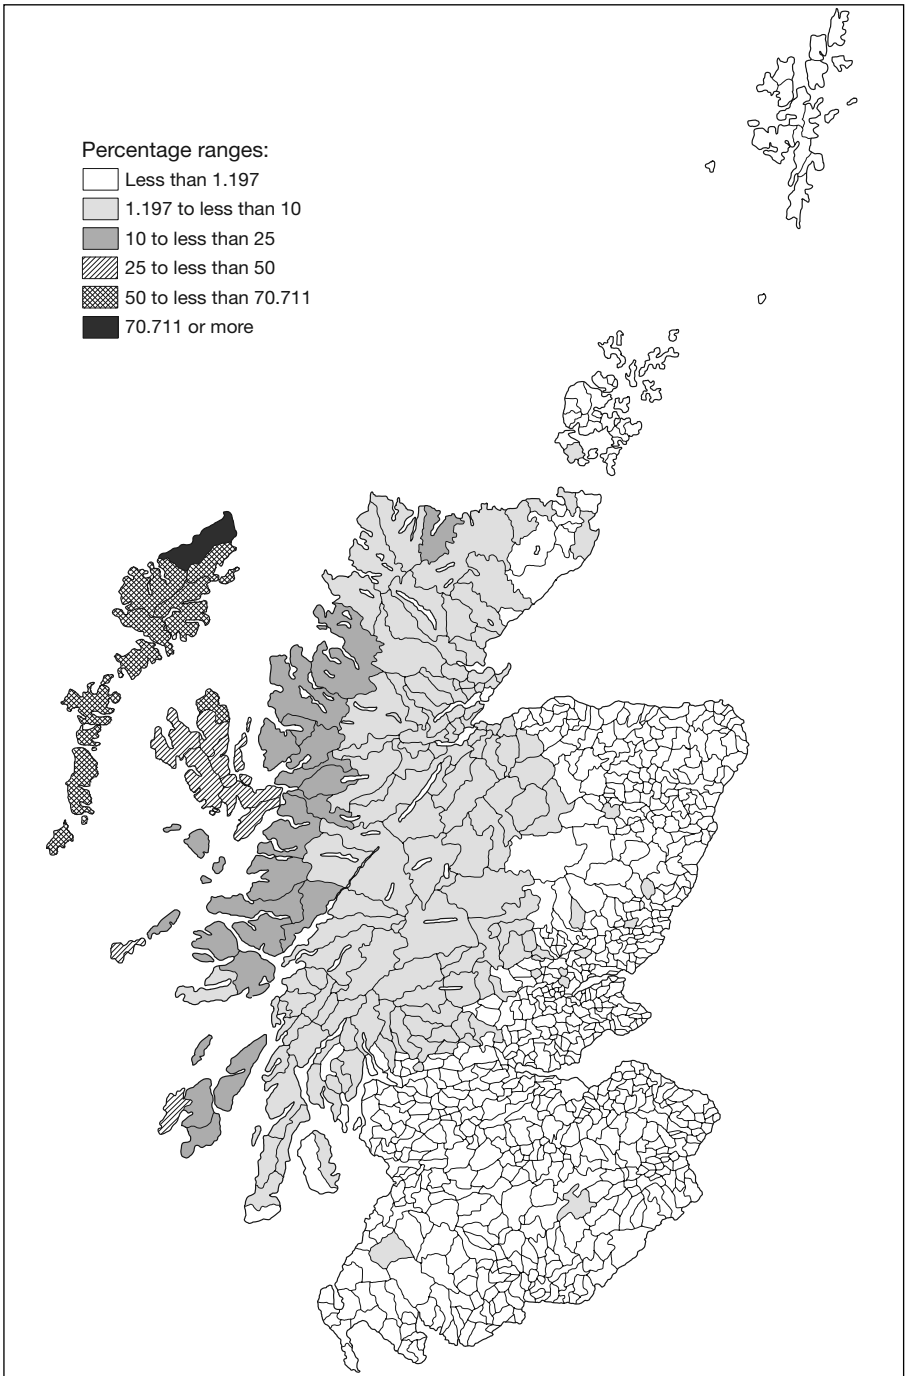 Percentage ranges:
Less than 1.197
1.197 to less than 10
10 to less than 25
25 to less than 50
50 to less than 70.711
70.711 or more